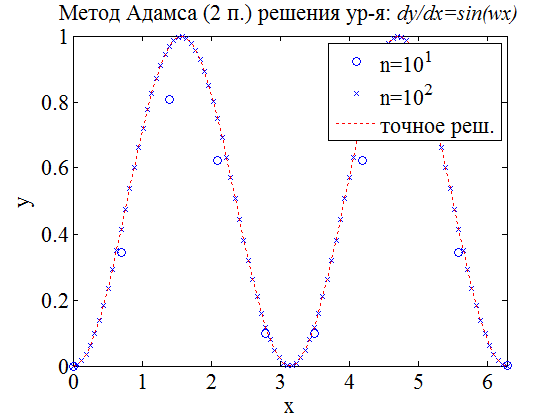 Метод Адамса (2 п.) решения ур-я: dy/dx=sin(wx)
1
0.8
0.6
0.4
0.2
0
y
n=10¹
n=10²
точное реш.
0 1 2 3 4 5 6
x